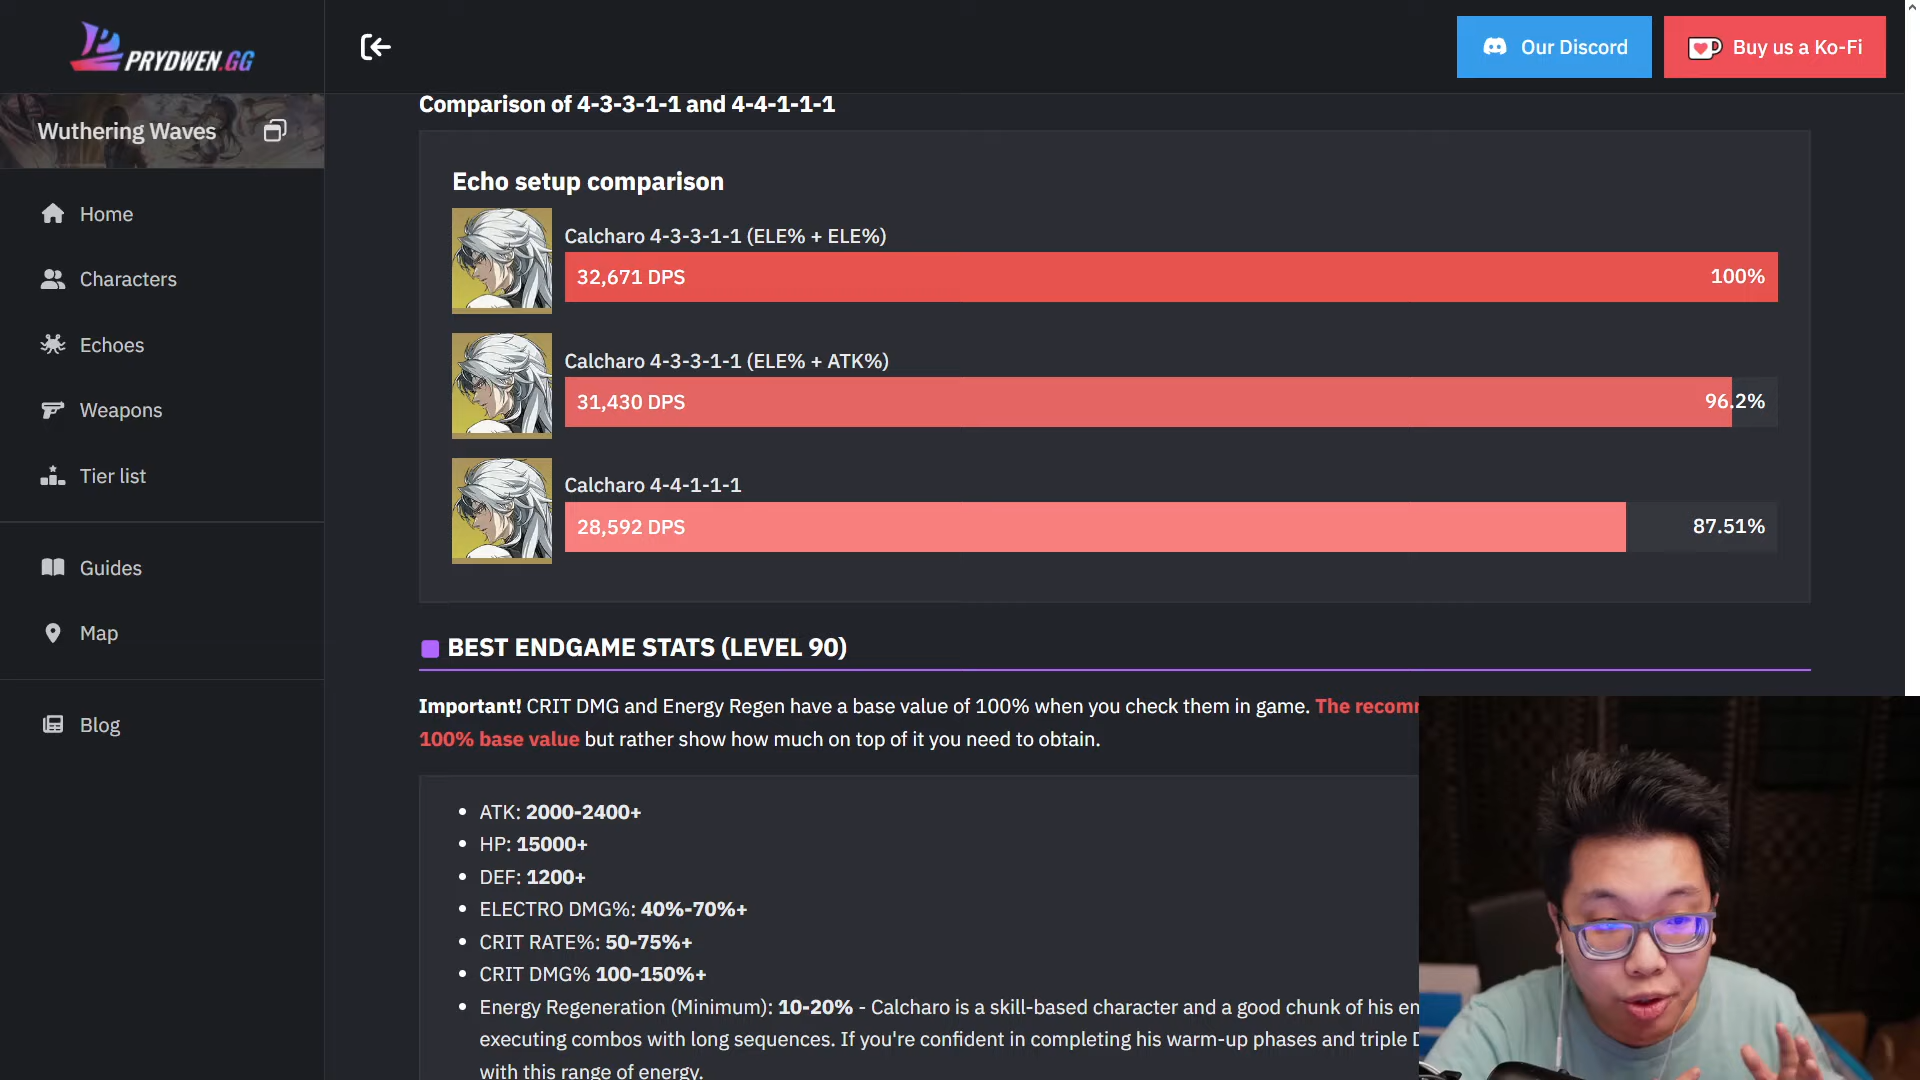 PRYDWEN.GG
Our Discord
Buy us a Ko-Fi
Wuthering Waves
Home
Characters
Echoes
Weapons
Tier list
Guides
Map
Blog
Comparison of 4-3-3-1-1 and 4-4-1-1-1
Echo setup comparison
Calcharo 4-3-3-1-1 (ELE% + ELE%)
32,671 DPS 100%
Calcharo 4-3-3-1-1 (ELE% + ATK%)
31,430 DPS 96.2%
Calcharo 4-4-1-1-1
28,592 DPS 87.51%
BEST ENDGAME STATS (LEVEL 90)
Important! CRIT DMG and Energy Regen have a base value of 100% when you check them in game. The
100% base value but rather show how much on top of it you need to obtain.
ATK: 2000-2400+
HP: 15000+
DEF: 1200+
ELECTRO DMG%: 40%-70%+
CRIT RATE%: 50-75%+
CRIT DMG% 100-150%+
Energy Regeneration (Minimum): 10-20% - Calcharo is a skill-based character and a good chunk of his
executing combos with long sequences. If you're confident in completing his warm-up phases and triple
with this range of energy.